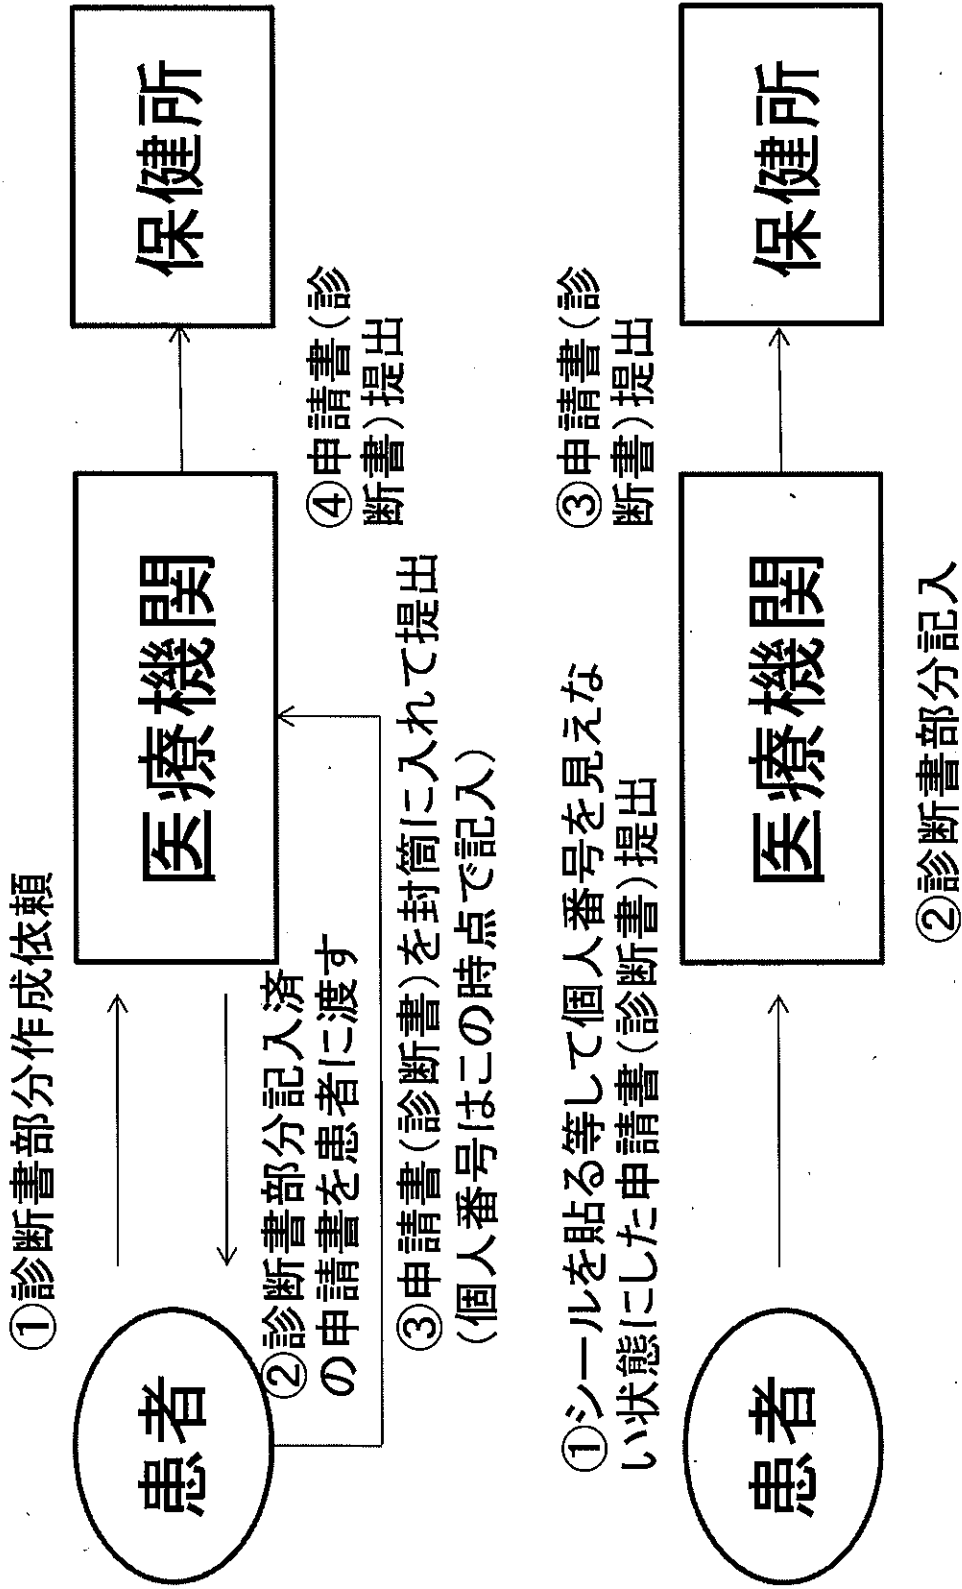 ①診断書部分作成依頼
患者
医療機関
保健所
②診断書部分記入済
の申請書を患者に渡す
④申請書(診
断書)提出
③申請書(診断書)を封筒に入れて提出
(個人番号はこの時点で記入)
①シールを貼る等して個人番号を見えな
い状態にした申請書(診断書)提出
③申請書(診
断書)提出
患者
医療機関
保健所
②診断書部分記入